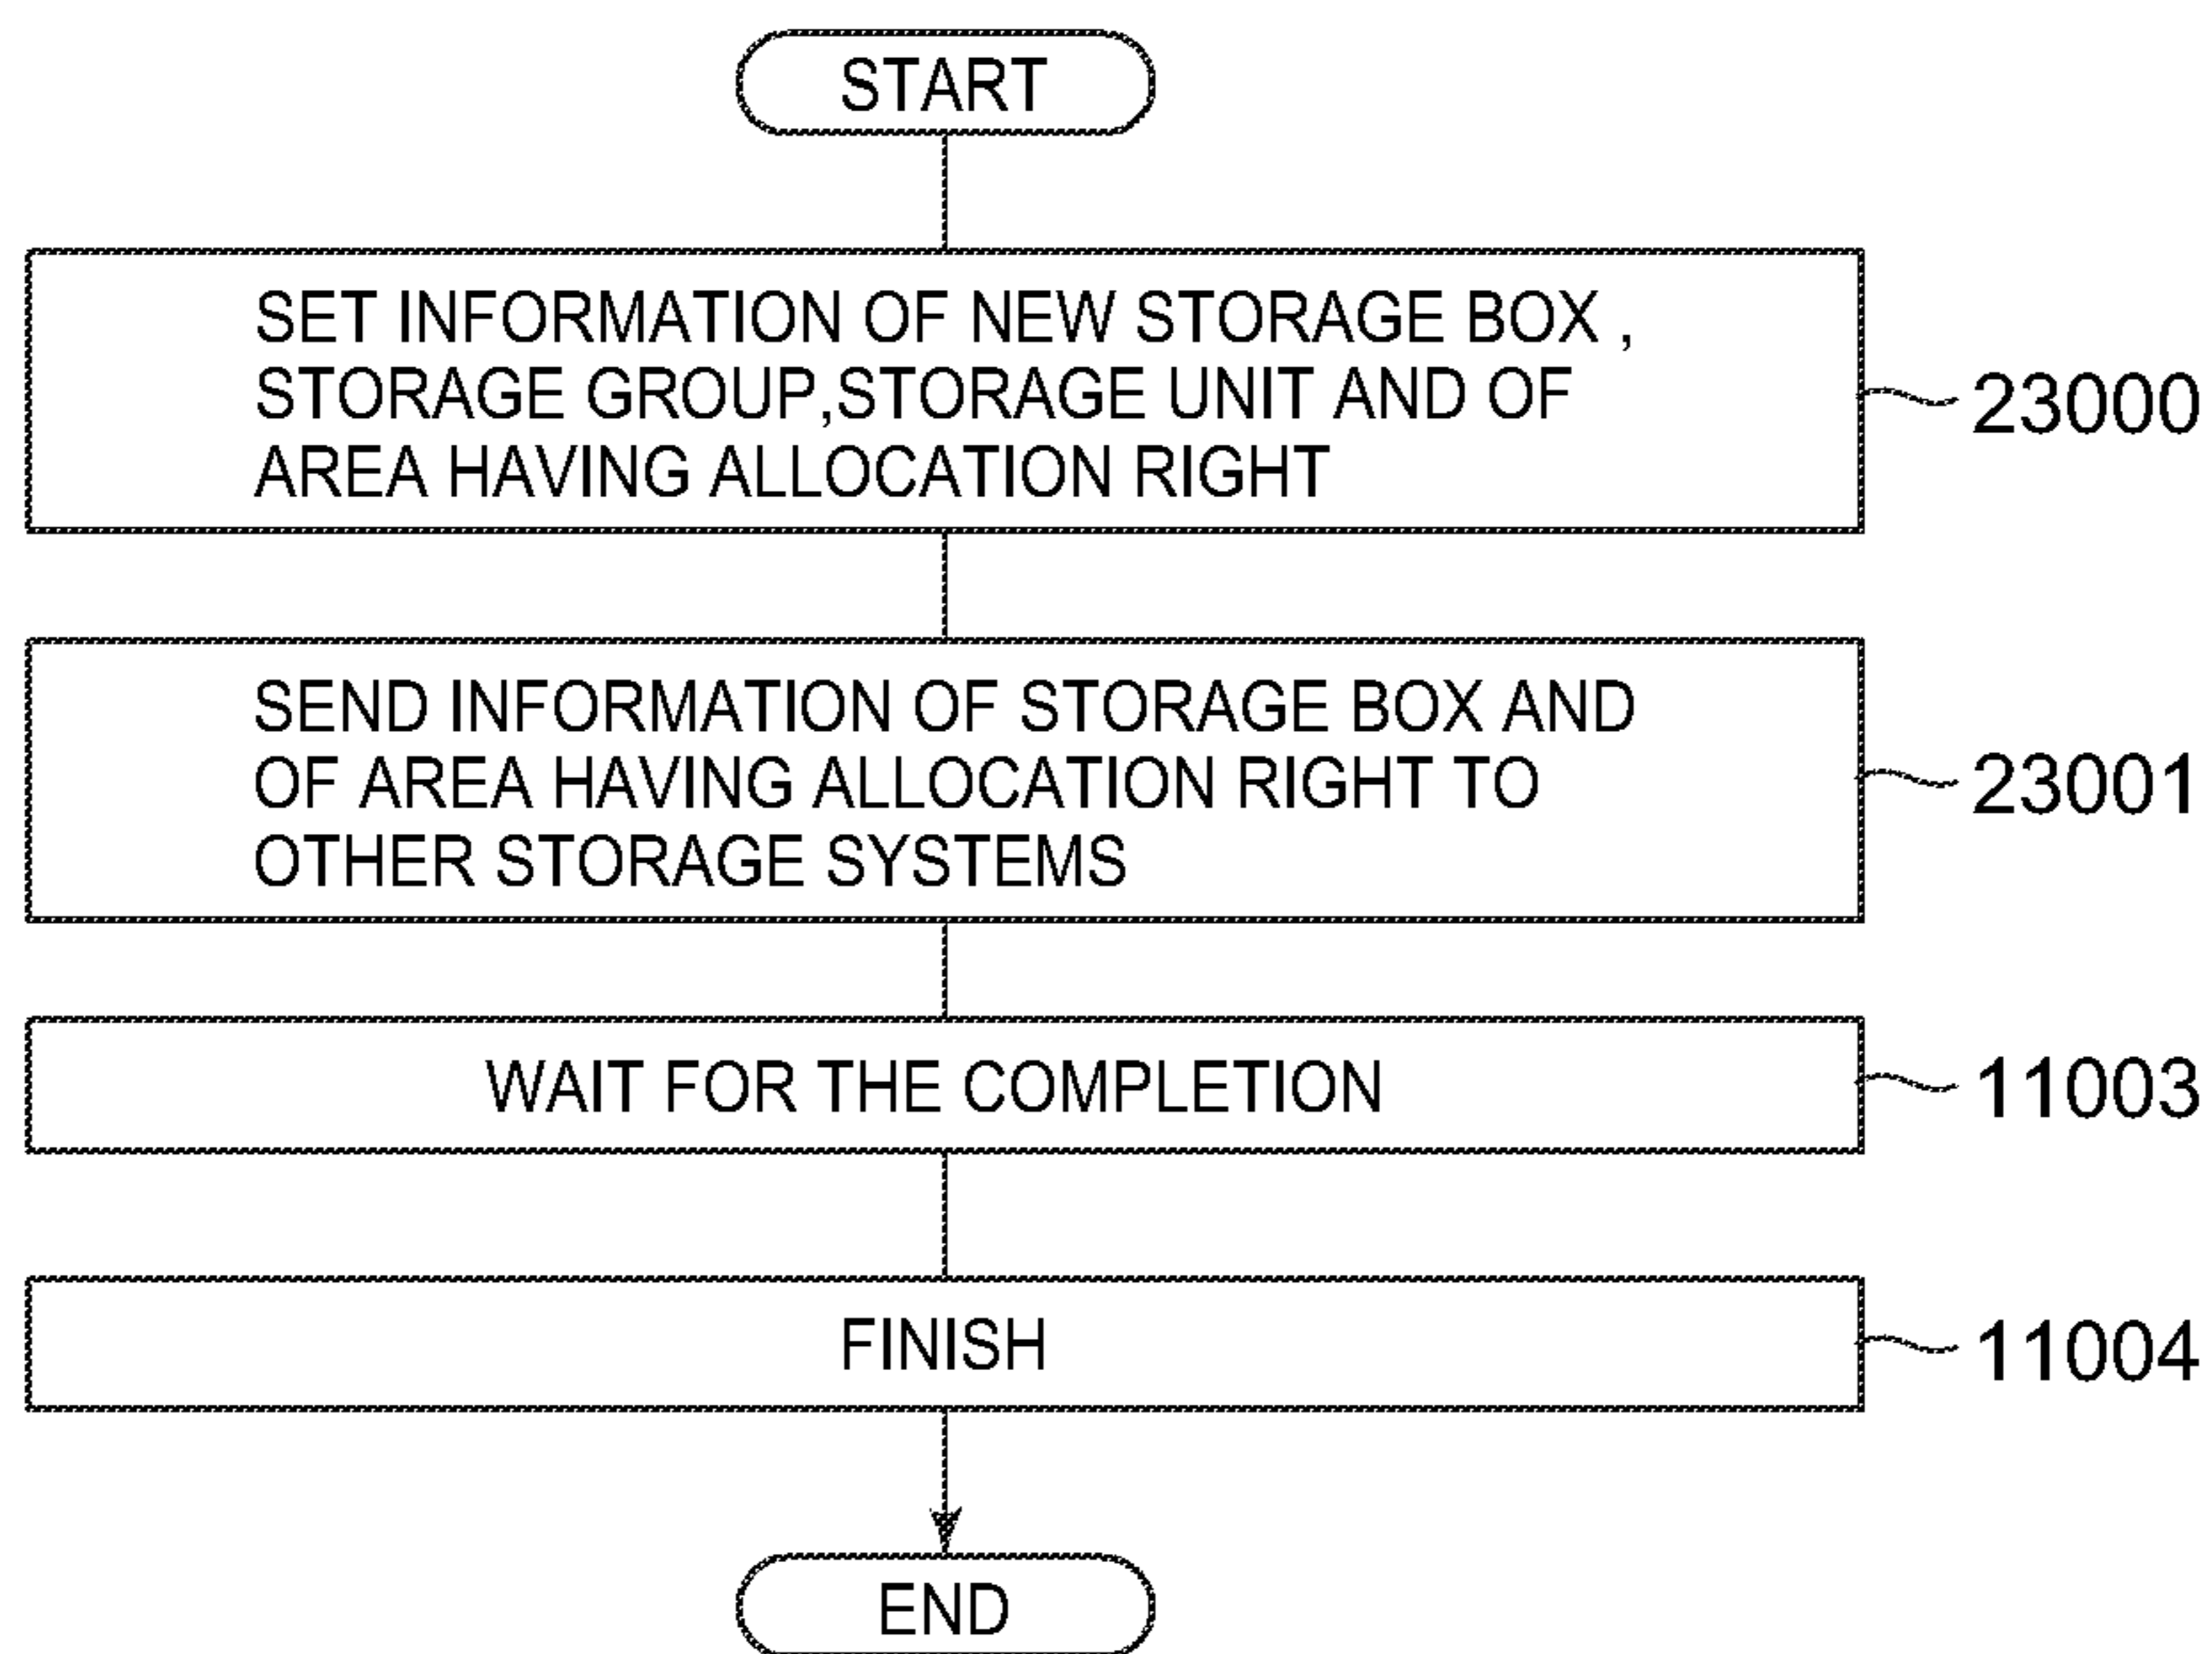 START
SET INFORMATION OF NEW STORAGE BOX ,
STORAGE GROUP,STORAGE UNIT AND OF
AREA HAVING ALLOCATION RIGHT
23000
SEND INFORMATION OF STORAGE BOX AND
OF AREA HAVING ALLOCATION RIGHT TO
OTHER STORAGE SYSTEMS
23001
WAIT FOR THE COMPLETION
11003
FINISH
11004
END